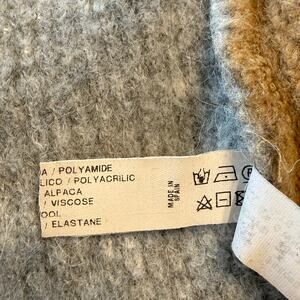 A / POLYAMIDE
LICO / POLYACRILIC
ALPACA
/ VISCOSE
OOL
/ ELASTANE
MADE IN
SPAIN